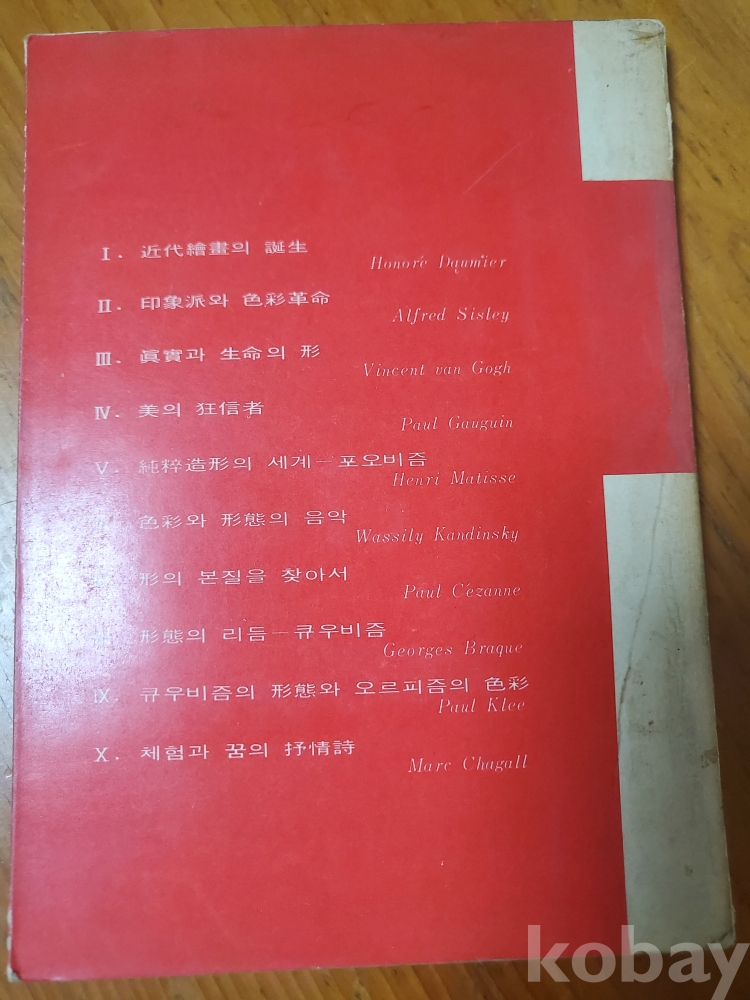 Ⅰ. 近代繪畫의 誕生
Honoré Daumier
Ⅱ. 印象派와 色彩革命
Alfred Sisley
Ⅲ. 眞實과 生命의 形
Vincent van Gogh
Ⅳ. 美의 狂信者
Paul Gauguin
Ⅴ. 純粹造形의 세계—포오비즘
Henri Matisse
色彩와 形態의 음악
Wassily Kandinsky
形의 본질을 찾아서
Paul Cézanne
形態의 리듬—큐우비즘
Georges Braque
Ⅸ. 큐우비즘의 形態와 오르피즘의 色彩
Paul Klee
Ⅹ. 체험과 꿈의 抒情詩
Marc Chagall
kobay